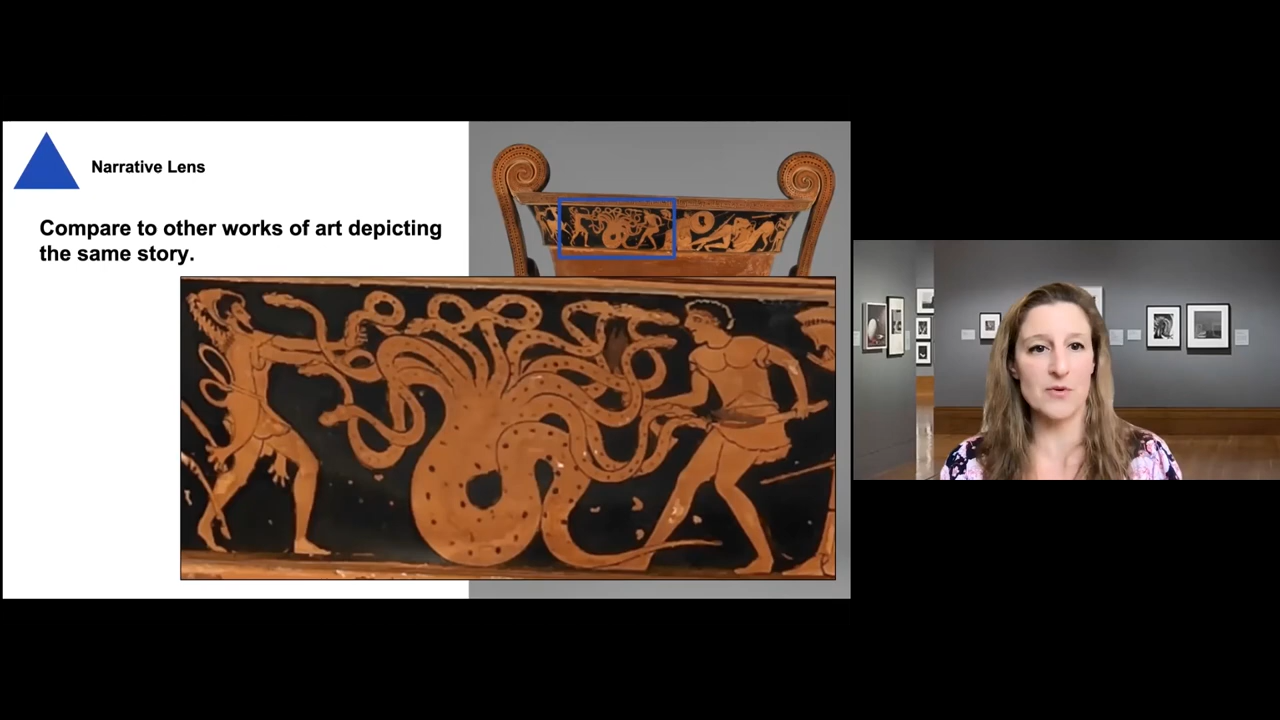 Narrative Lens
Compare to other works of art depicting
the same story.